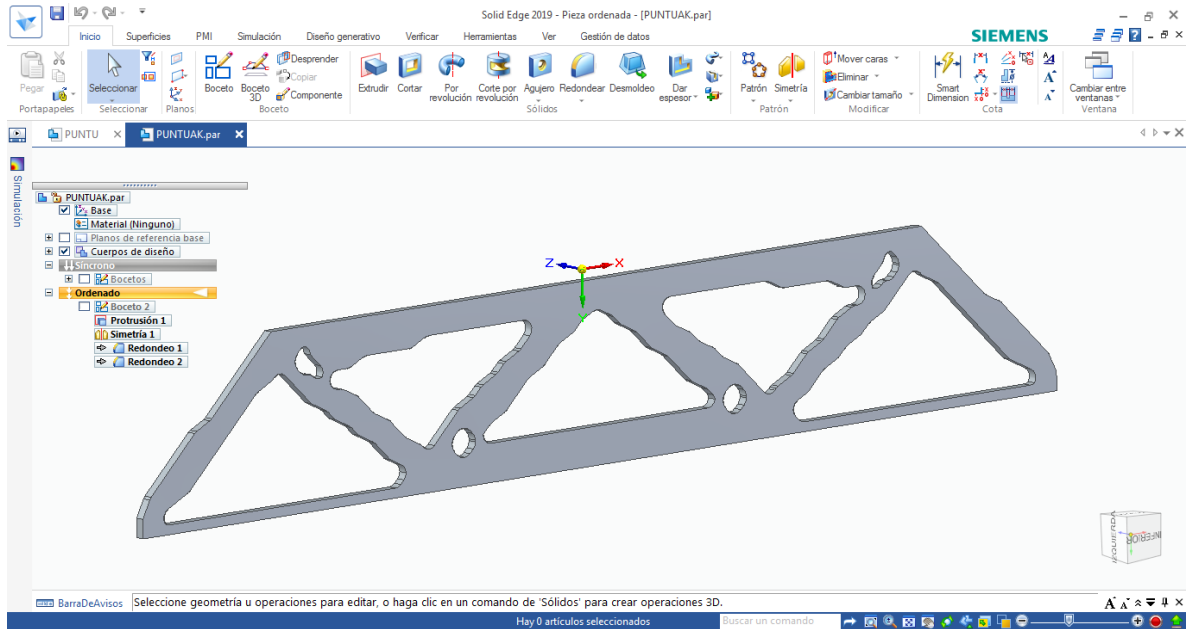 Solid Edge 2019 - Pieza ordenada - [PUNTUAK.par]
Inicio Superficies PMI Simulación Diseño generativo Verificar Herramientas Ver Gestión de datos SIEMENS
Pegar
Portapapeles
Seleccionar
Seleccionar
Planos
Boceto Boceto 3D
Desprender
Copiar
Componente
Boceto
Extrudir Cortar Por revolución Corte por revolución Agujero Redondear Desmoldeo Dar espesor
Sólidos
Patrón Simetría
Patrón
Mover caras
Eliminar
Cambiar tamaño
Modificar
Smart Dimension
Cota
Cambiar entre ventanas
Ventana
PUNTU PUNTUAK.par
Simulación
PUNTUAK.par
Base
Material (Ninguno)
Planos de referencia base
Cuerpos de diseño
Síncrono
Bocetos
Ordenado
Boceto 2
Protrusión 1
Simetría 1
Redondeo 1
Redondeo 2
Z X
Y
IZQUIERDA
INFERIOR
BarraDeAvisos Seleccione geometría u operaciones para editar, o haga clic en un comando de 'Sólidos' para crear operaciones 3D.
Hay 0 artículos seleccionados Buscar un comando